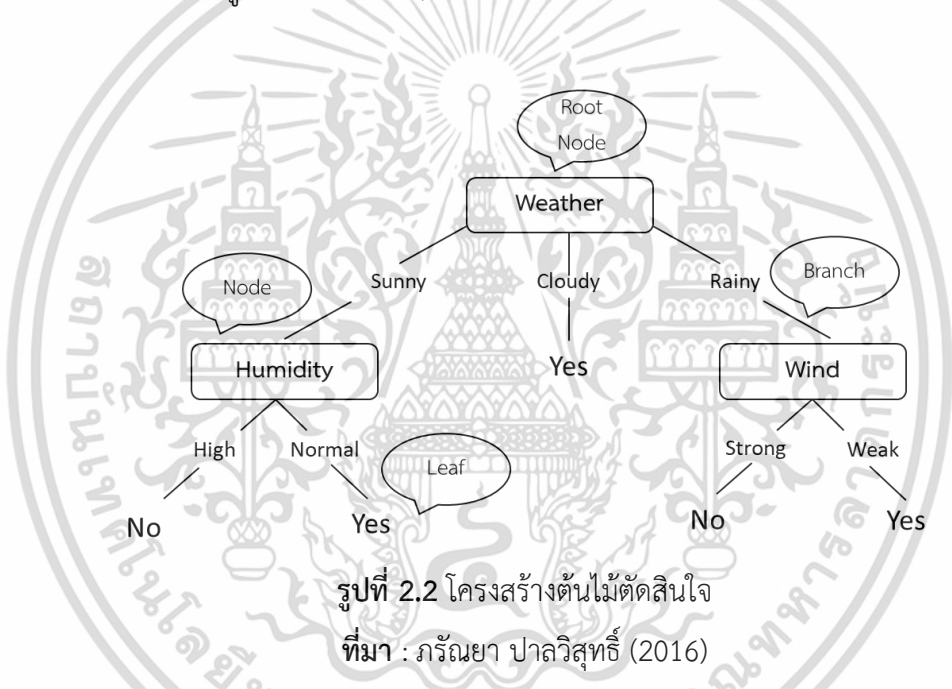 Root
Node
Weather
Sunny
Cloudy
Rainy
Branch
Node
Humidity
Yes
Wind
High
Normal
Leaf
Strong
Weak
No
Yes
No
Yes
รูปที่ 2.2 โครงสร้างต้นไม้ตัดสินใจ
ที่มา : ภรัณยา ปาลวิสุทธิ์ (2016)